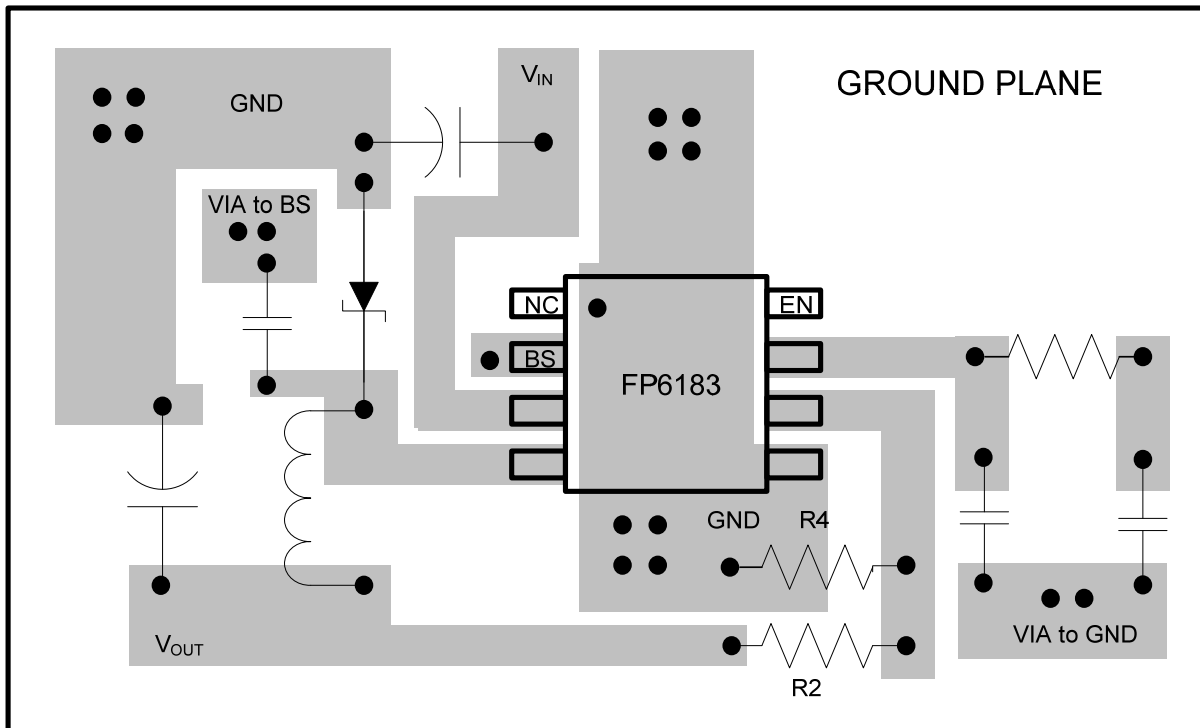 V_IN
GROUND PLANE
GND
VIA to BS
NC
EN
BS
FP6183
GND
R4
V_OUT
R2
VIA to GND